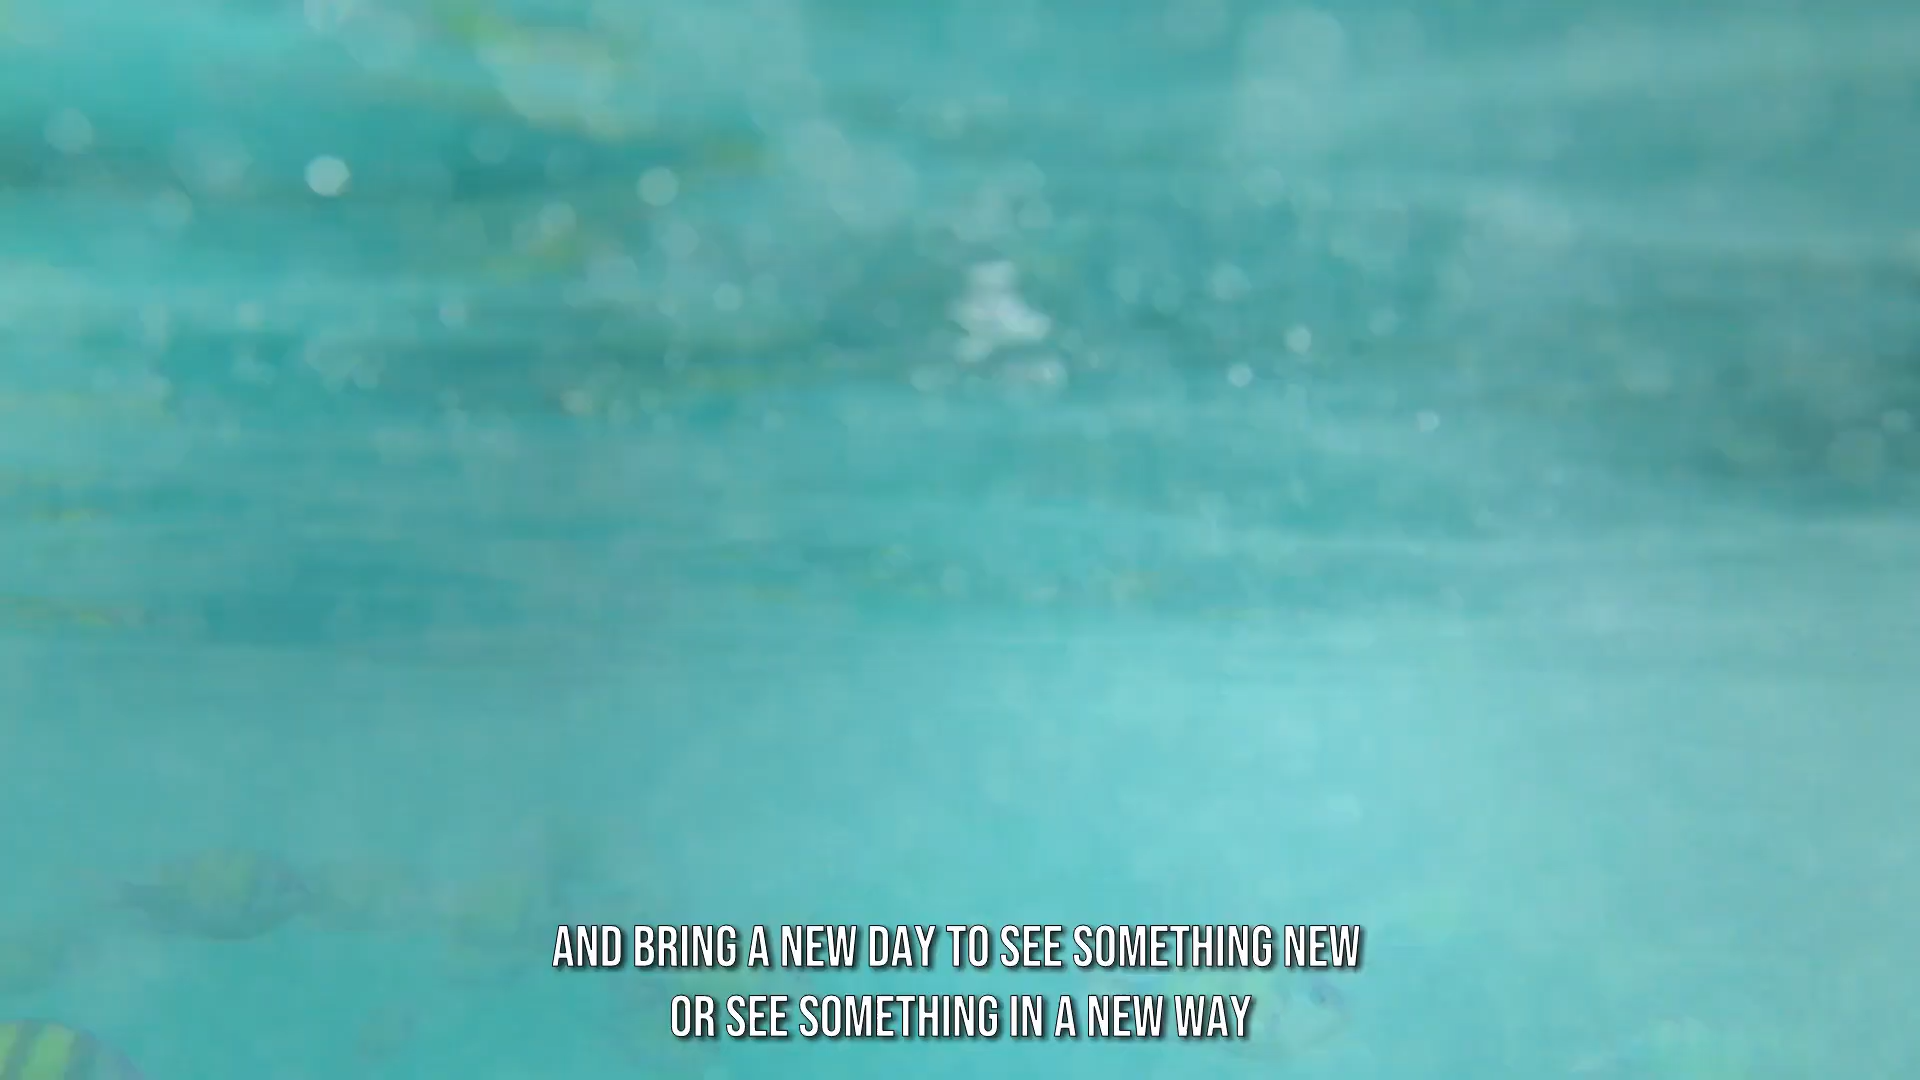 AND BRING A NEW DAY TO SEE SOMETHING NEW
OR SEE SOMETHING IN A NEW WAY